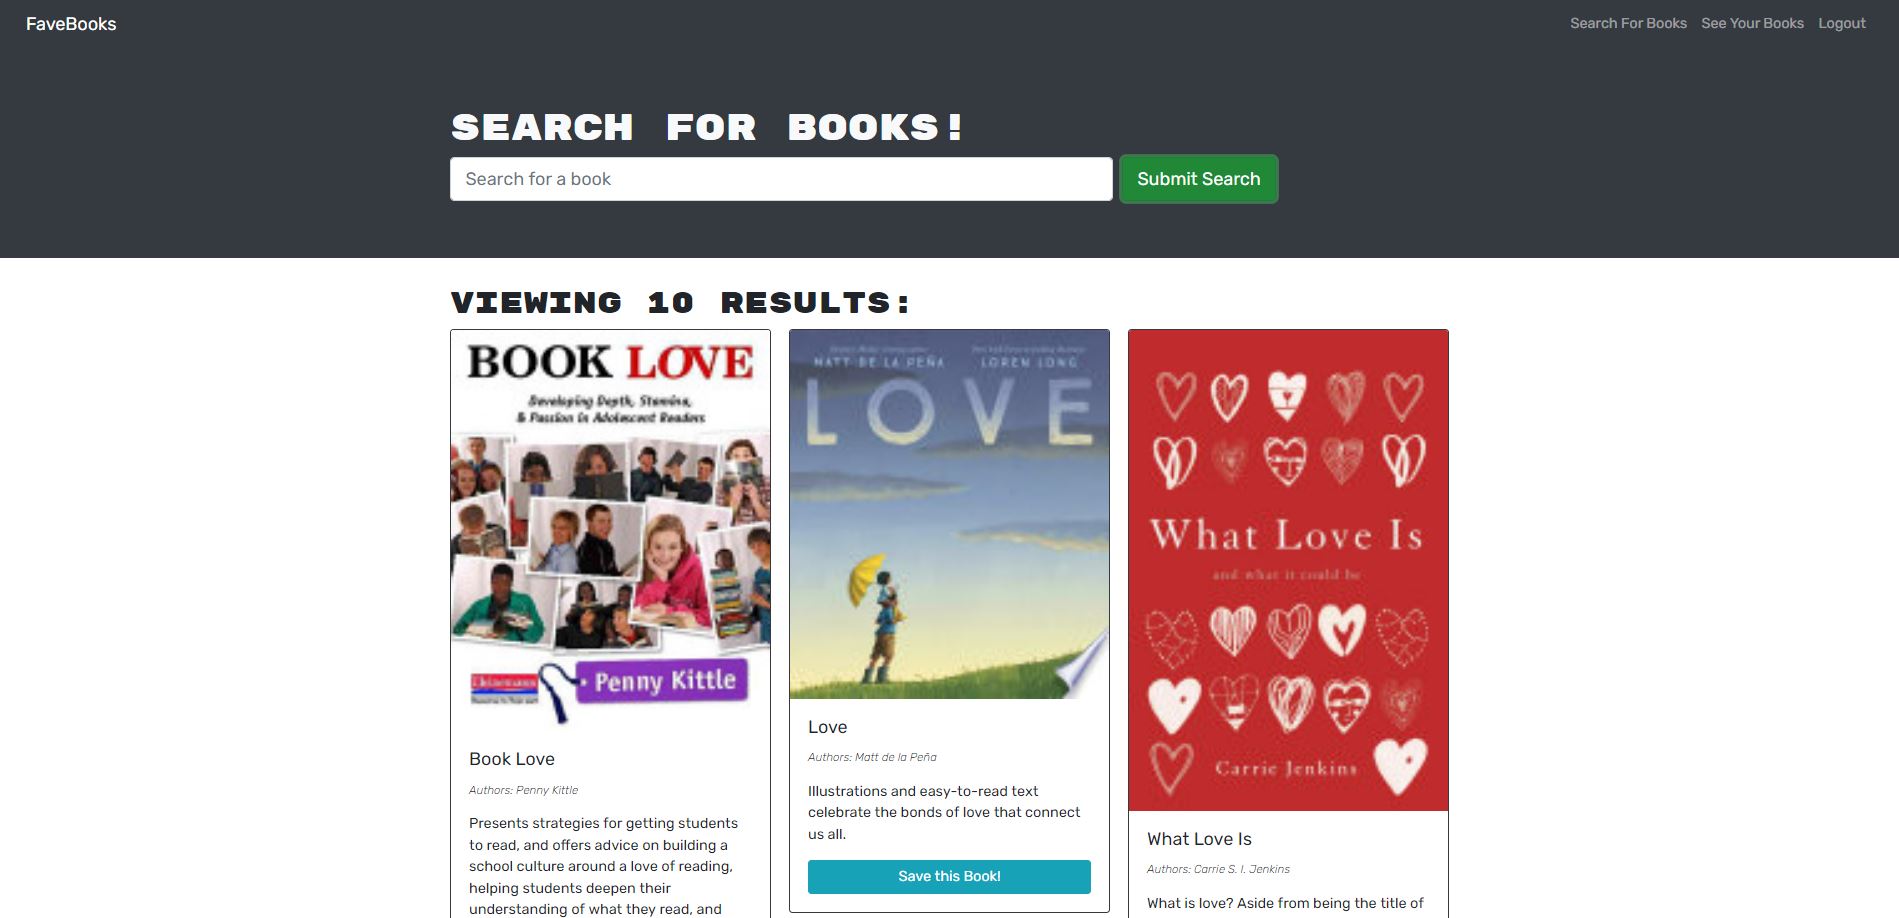 FaveBooks
Search For Books See Your Books Logout
SEARCH FOR BOOKS!
Search for a book
Submit Search
VIEWING 10 RESULTS:
BOOK LOVE
Developing Depth, Stamina,
& Passion in Adolescent Readers
Heinemann
Penny Kittle
Book Love
Authors: Penny Kittle
Presents strategies for getting students
to read, and offers advice on building a
school culture around a love of reading,
helping students deepen their
understanding of what they read, and
MATT DE LA PEÑA LOREN LONG
LOVE
Love
Authors: Matt de la Peña
Illustrations and easy-to-read text
celebrate the bonds of love that connect
us all.
Save this Book!
What Love Is
and what it could be
Carrie Jenkins
What Love Is
Authors: Carrie S. I. Jenkins
What is love? Aside from being the title of